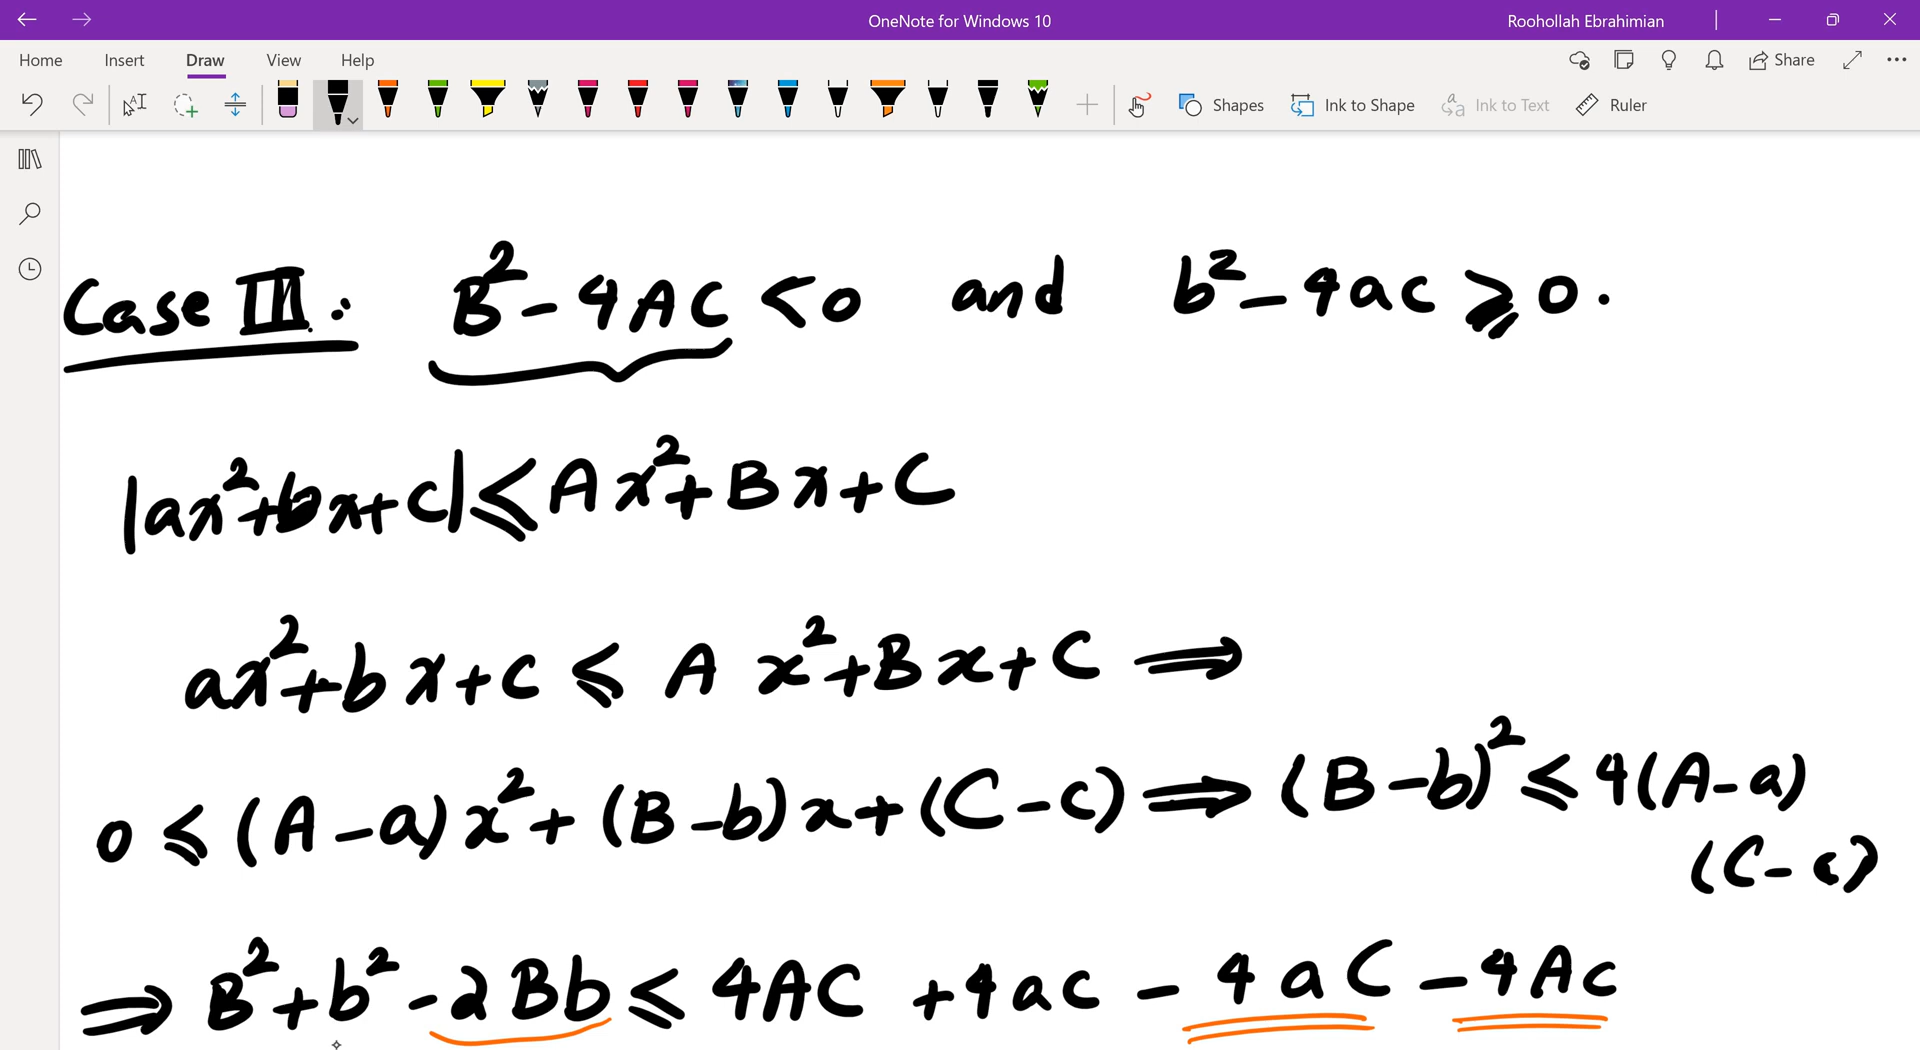 OneNote for Windows 10
Roohollah Ebrahimian
Home Insert Draw View Help
Share
Shapes Ink to Shape Ink to Text Ruler
Case III: B² - 4AC < 0 and b² - 4ac ≥ 0.
|ax² + bx + c| ≤ Ax² + Bx + C
ax² + bx + c ≤ A x² + Bx + C ⟹
0 ≤ (A - a)x² + (B - b)x + (C - c) ⟹ (B - b)² ≤ 4(A - a)
(C - c)
⟹ B² + b² - 2Bb ≤ 4AC + 4ac - 4aC - 4Ac